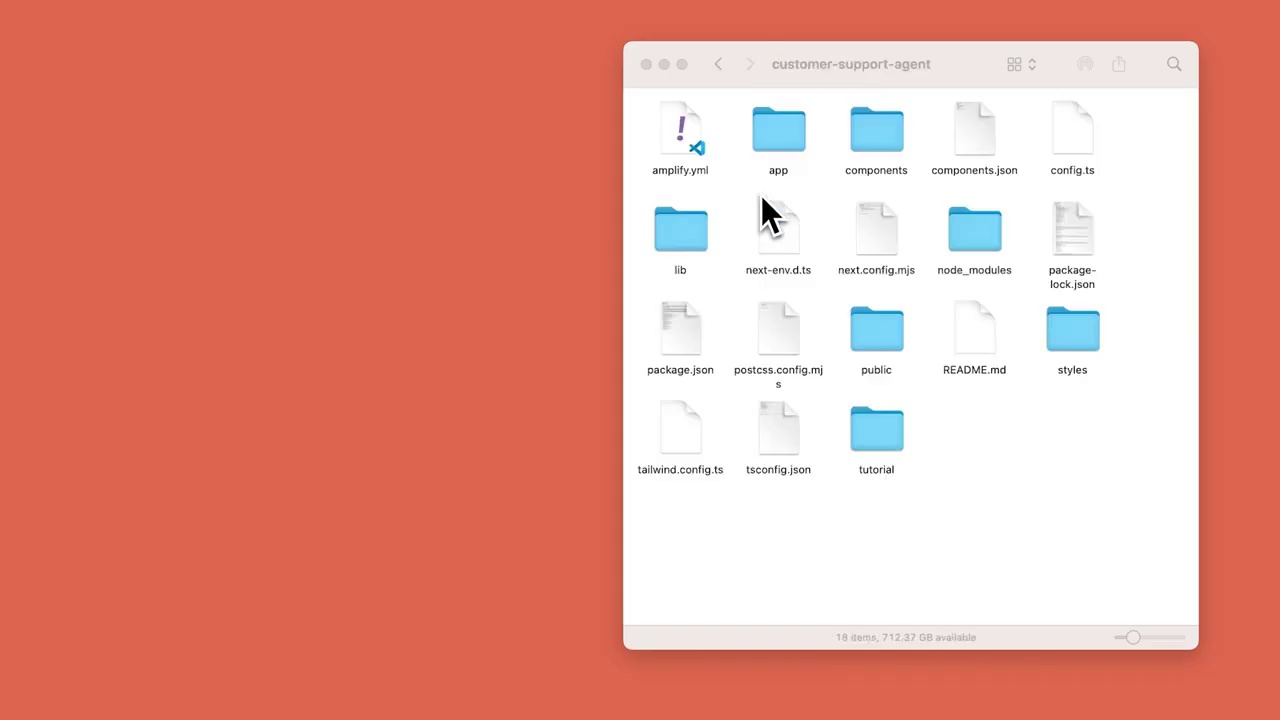 customer-support-agent
amplify.yml
app
components
components.json
config.ts
lib
next-env.d.ts
next.config.mjs
node_modules
package-
lock.json
package.json
postcss.config.mj
s
public
README.md
styles
tailwind.config.ts
tsconfig.json
tutorial
18 items, 712.37 GB available